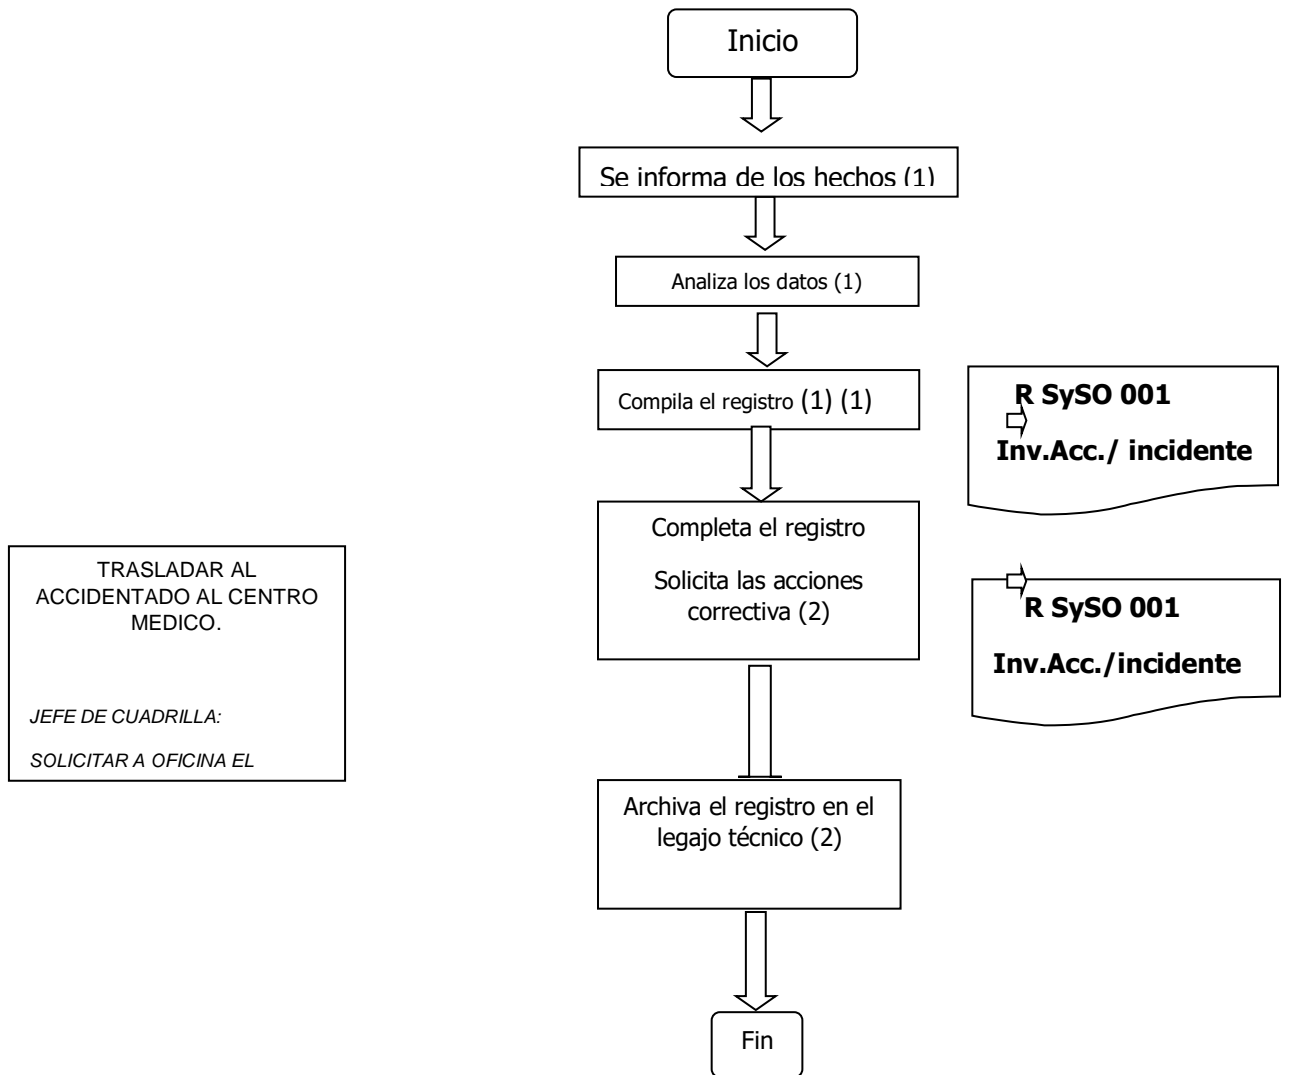 Inicio
Se informa de los hechos (1)
Analiza los datos (1)
Compila el registro (1) (1)
R SySO 001
Inv.Acc./ incidente
Completa el registro
Solicita las acciones
correctiva (2)
R SySO 001
Inv.Acc./incidente
TRASLADAR AL
ACCIDENTADO AL CENTRO
MEDICO.
JEFE DE CUADRILLA:
SOLICITAR A OFICINA EL
Archiva el registro en el
legajo técnico (2)
Fin